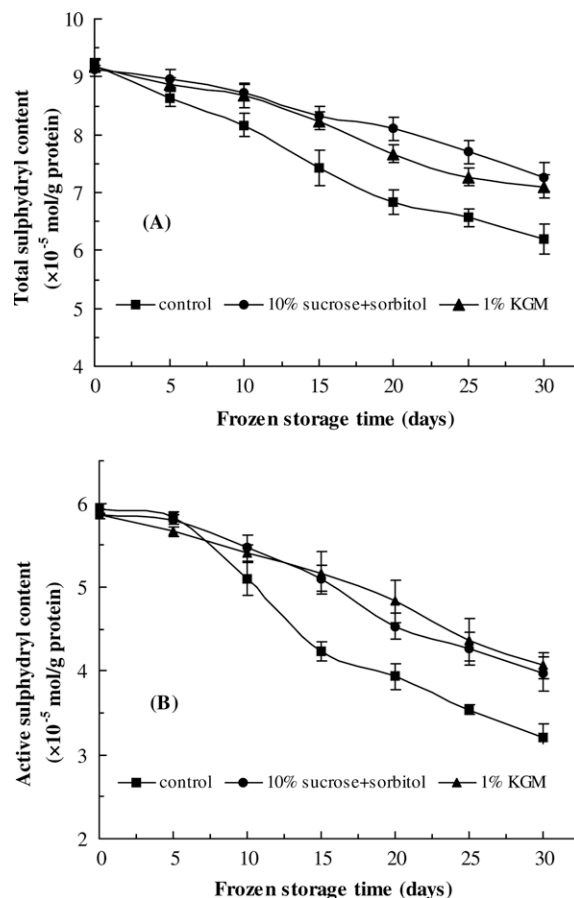 10
9
8
7
6
5
4
Total sulphydryl content
(×10⁻⁵ mol/g protein)
(A)
control 10% sucrose+sorbitol 1% KGM
0 5 10 15 20 25 30
Frozen storage time (days)
6
5
4
3
2
Active sulphydryl content
(×10⁻⁵ mol/g protein)
(B)
control 10% sucrose+sorbitol 1% KGM
0 5 10 15 20 25 30
Frozen storage time (days)